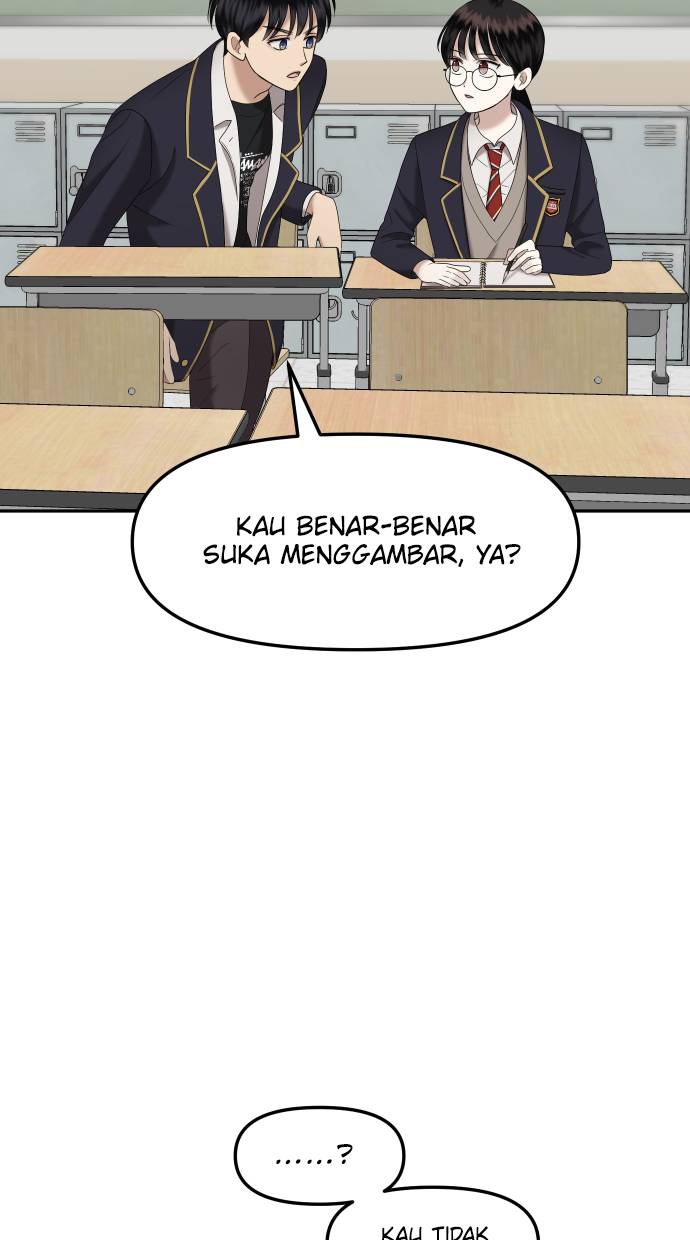 KAU BENAR-BENAR
SUKA MENGGAMBAR, YA?
......?
KAU TIDAK